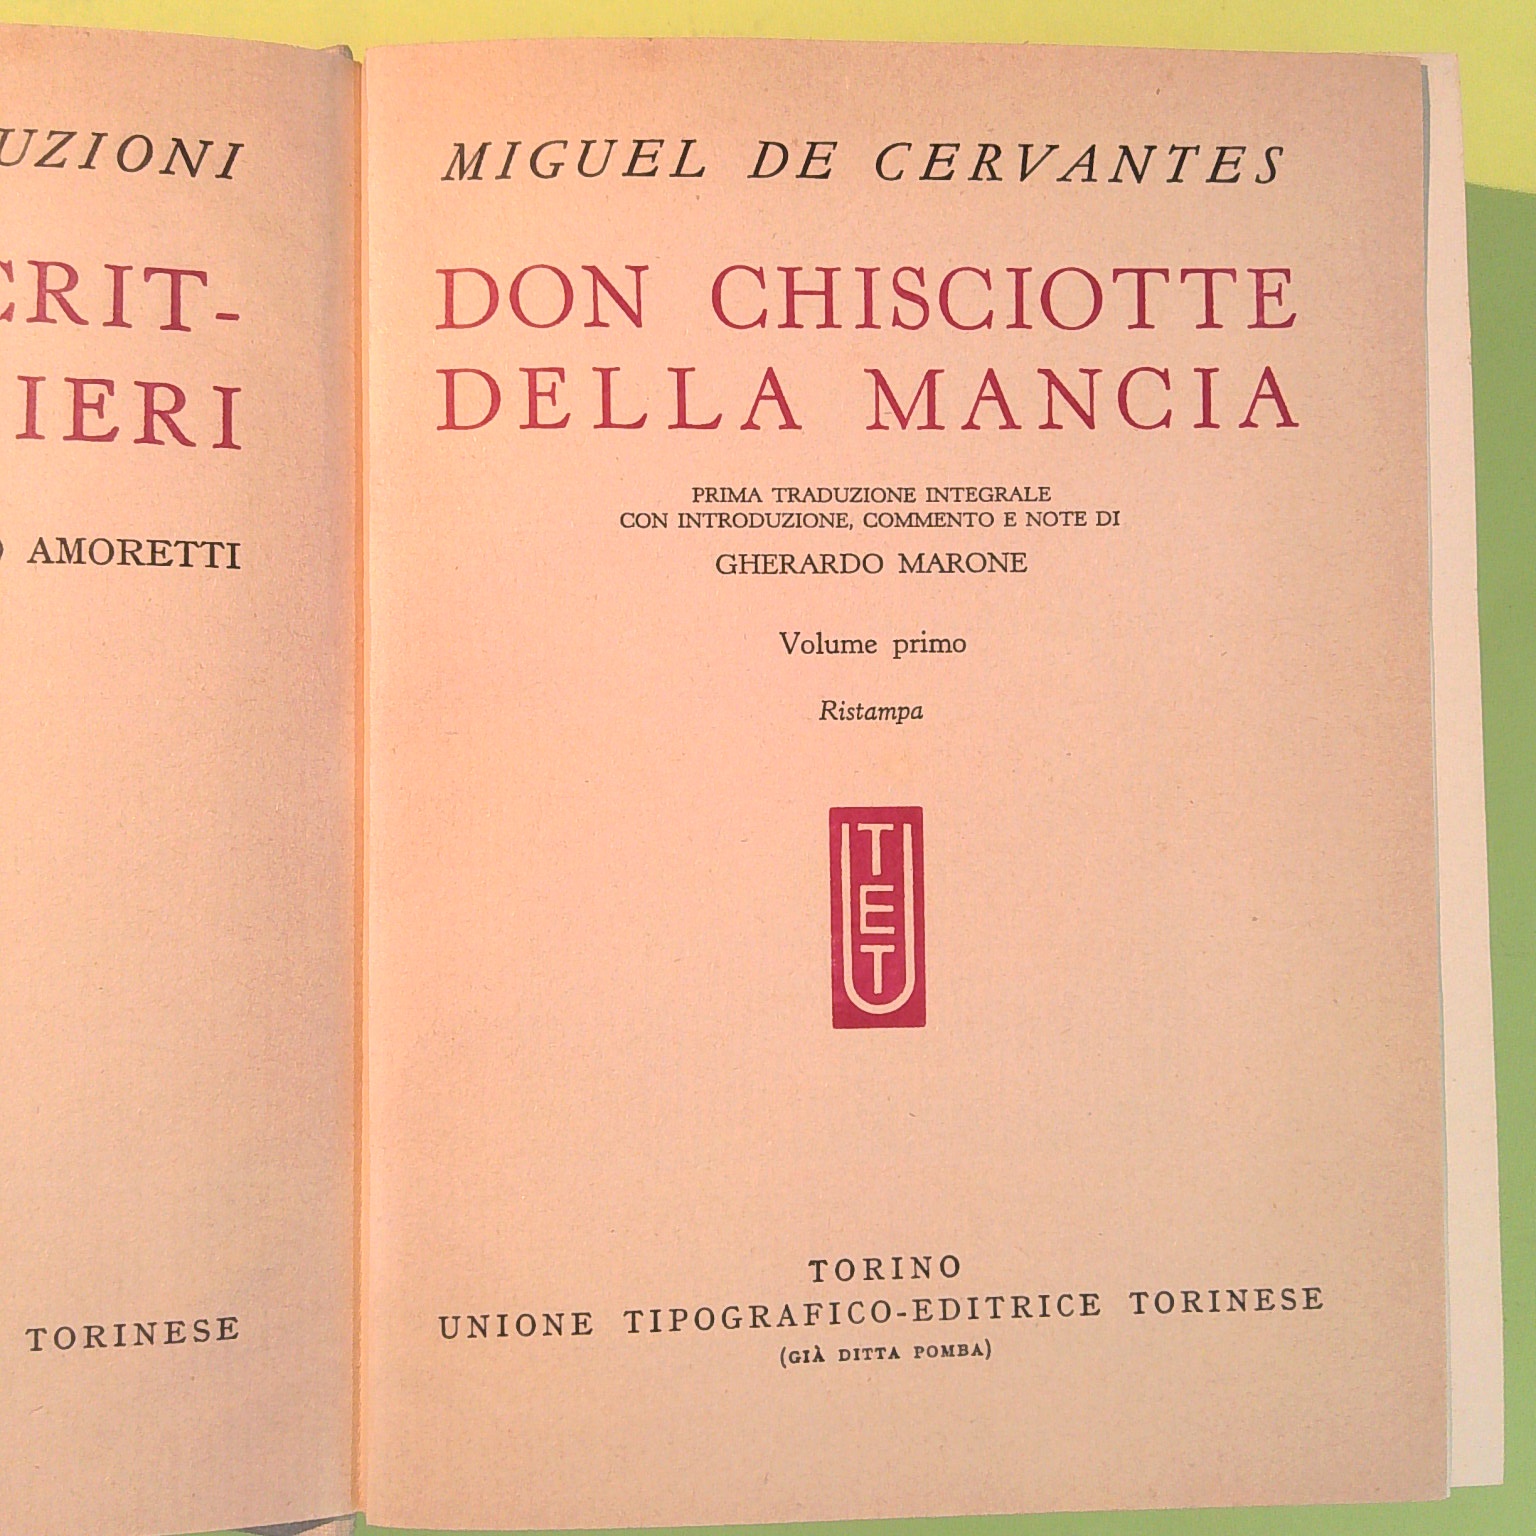 UZIONI
CRIT-
IERI
AMORETTI
TORINESE
MIGUEL DE CERVANTES
DON CHISCIOTTE
DELLA MANCIA
PRIMA TRADUZIONE INTEGRALE
CON INTRODUZIONE, COMMENTO E NOTE DI
GHERARDO MARONE
Volume primo
Ristampa
UTET
TORINO
UNIONE TIPOGRAFICO-EDITRICE TORINESE
(GIÀ DITTA POMBA)